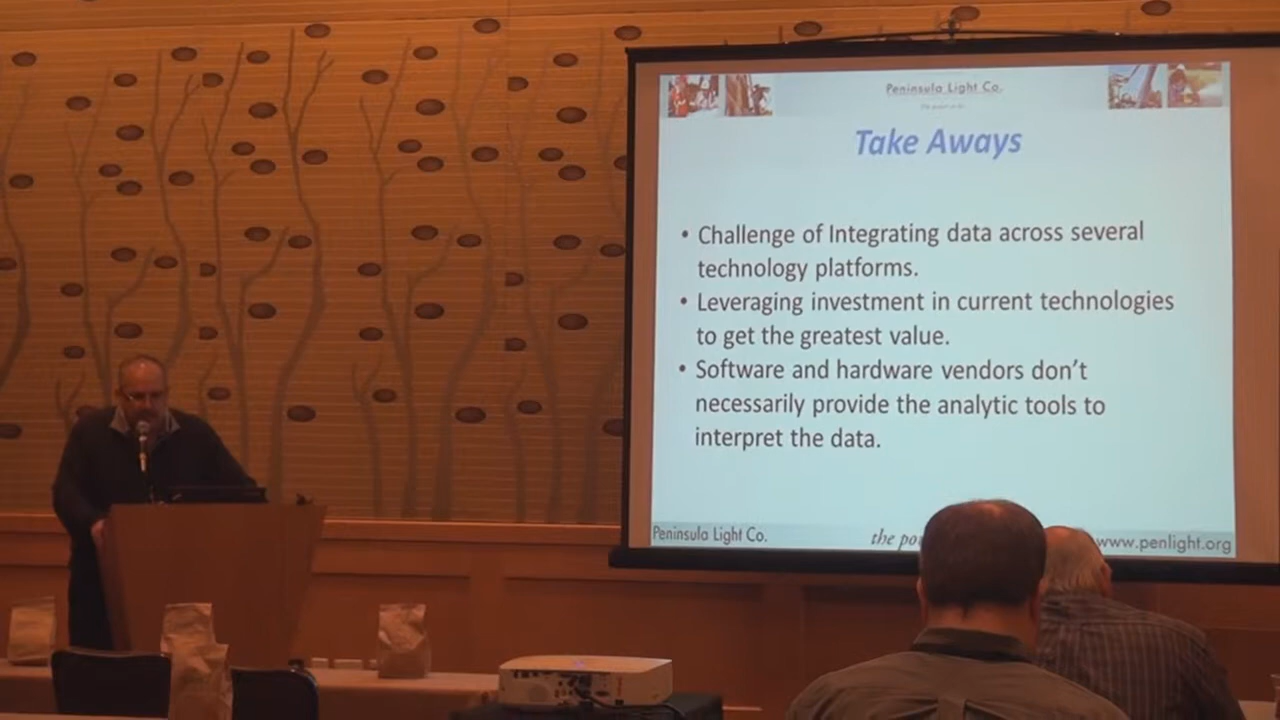 Peninsula Light Co.
Take Aways
• Challenge of Integrating data across several
technology platforms.
• Leveraging investment in current technologies
to get the greatest value.
• Software and hardware vendors don't
necessarily provide the analytic tools to
interpret the data.
Peninsula Light Co.
the
www.penlight.org